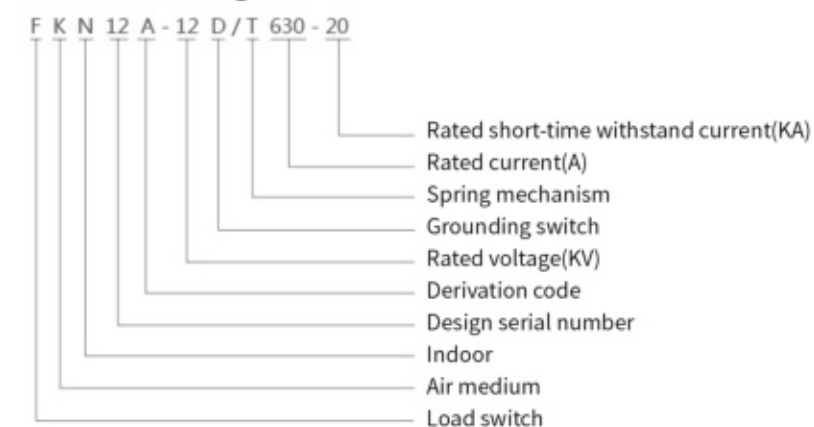 F K N 12 A - 12 D / T 630 - 20
Rated short-time withstand current(KA)
Rated current(A)
Spring mechanism
Grounding switch
Rated voltage(KV)
Derivation code
Design serial number
Indoor
Air medium
Load switch